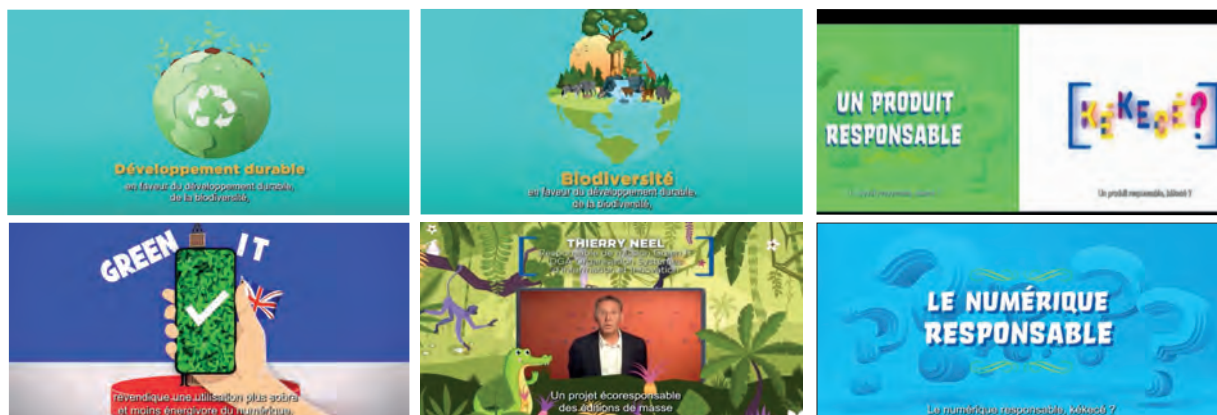 Développement durable
en faveur du développement durable,
de la biodiversité,
Biodiversité
en faveur du développement durable,
de la biodiversité,
UN PRODUIT
RESPONSABLE
[KÉKECÉ?]
Un produit responsable, kékecé ?
GREEN IT
revendique une utilisation plus sobre
et moins énergivore du numérique.
THIERRY NEEL
Un projet écoresponsable
des éditions de masse
LE NUMÉRIQUE
RESPONSABLE
Le numérique responsable, kékecé ?